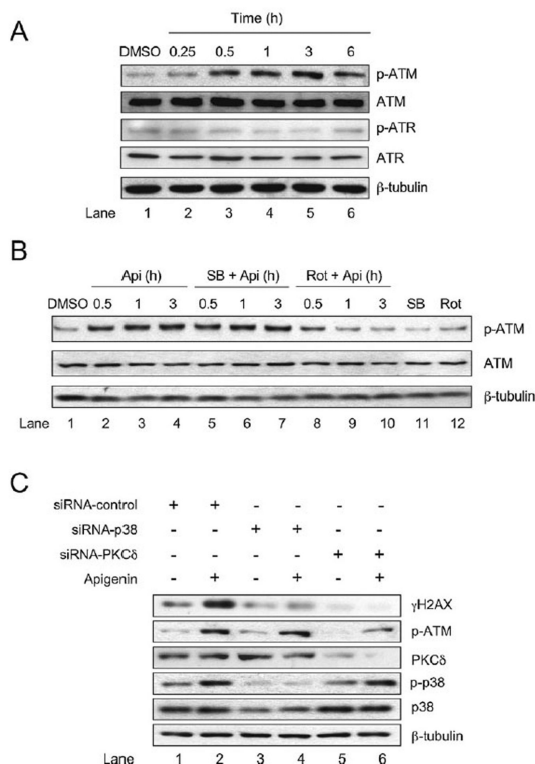 A
Time (h)
DMSO 0.25 0.5 1 3 6
p-ATM
ATM
p-ATR
ATR
β-tubulin
Lane 1 2 3 4 5 6
B
Api (h) SB + Api (h) Rot + Api (h)
DMSO 0.5 1 3 0.5 1 3 0.5 1 3 SB Rot
p-ATM
ATM
β-tubulin
Lane 1 2 3 4 5 6 7 8 9 10 11 12
C
siRNA-control + + - - - -
siRNA-p38 - - + + - -
siRNA-PKCδ - - - - + +
Apigenin - + - + - +
γH2AX
p-ATM
PKCδ
p-p38
p38
β-tubulin
Lane 1 2 3 4 5 6